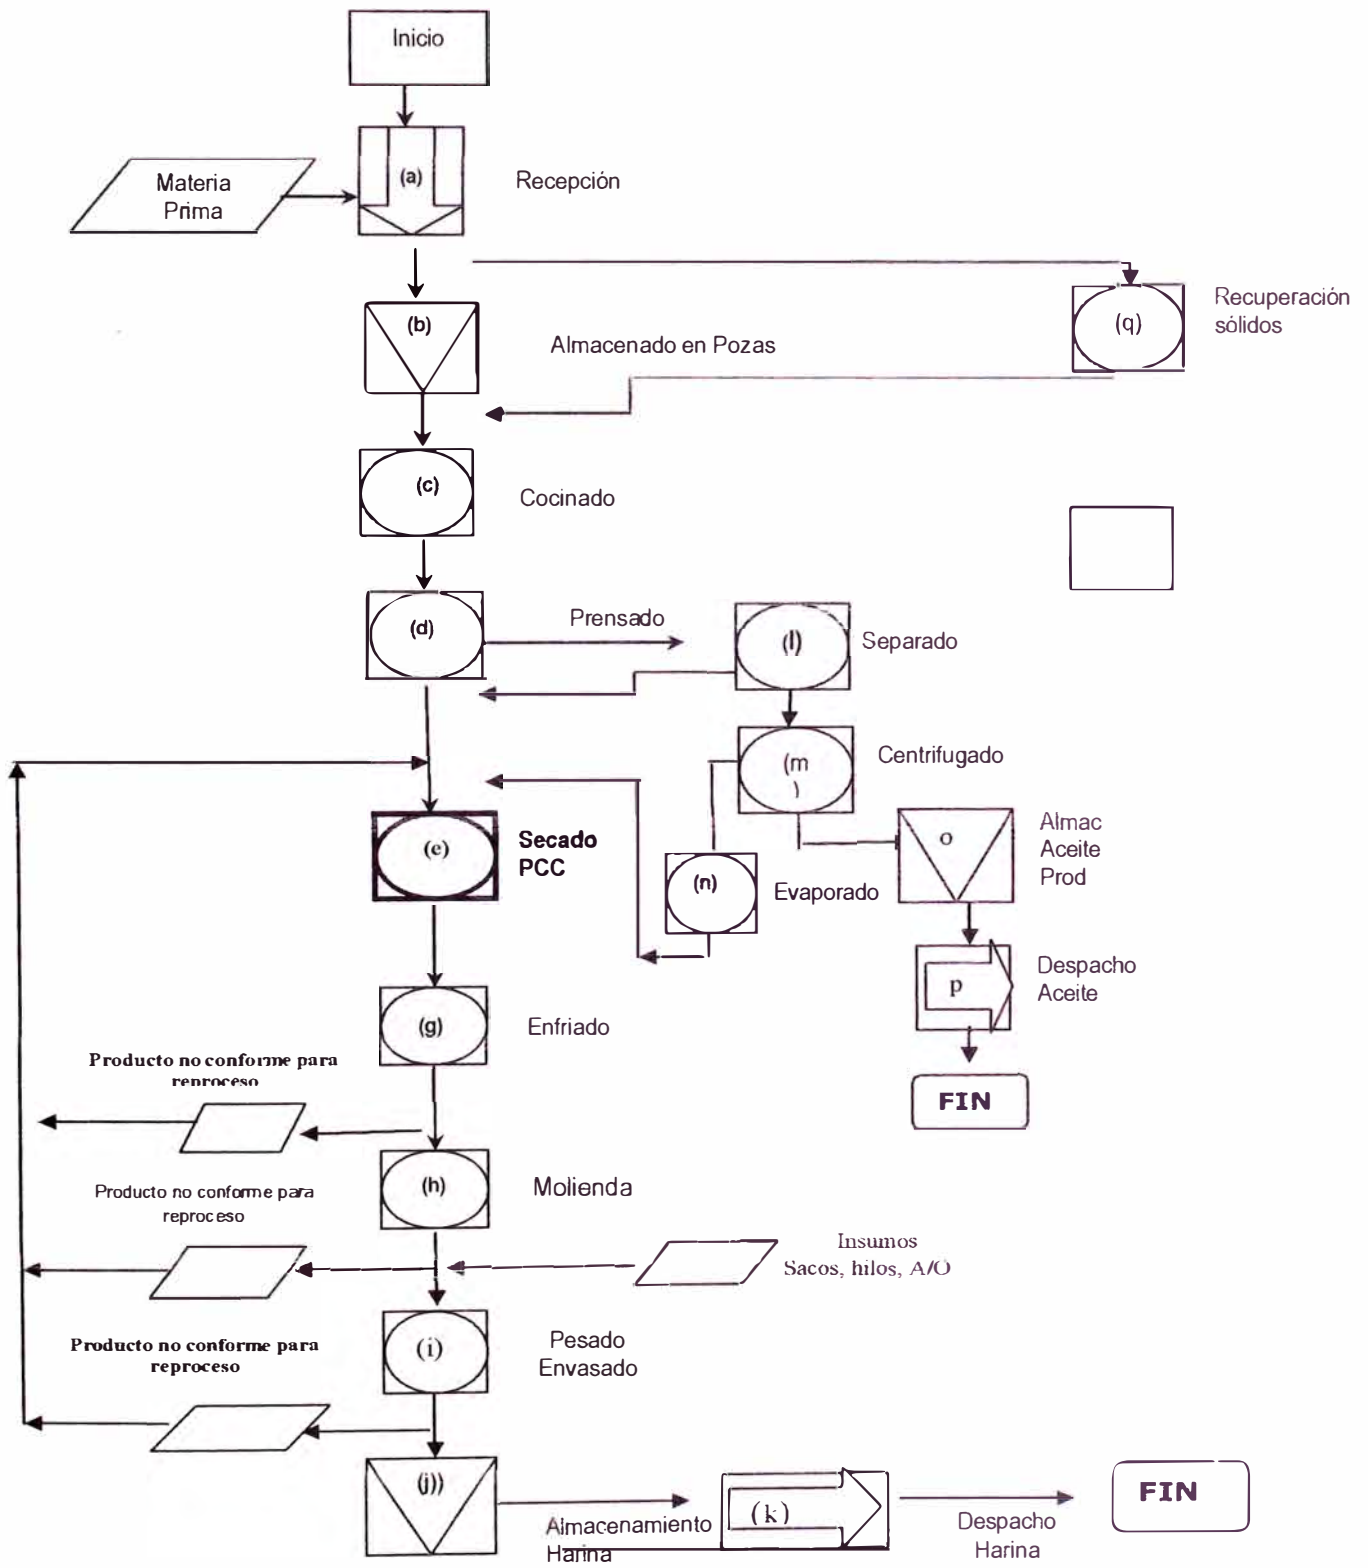 Inicio
(a)
Recepción
Materia
Prima
(b)
Almacenado en Pozas
(q)
Recuperación
sólidos
(c)
Cocinado
(d)
Prensado
(l)
Separado
(m
)
Centrifugado
(e)
Secado
PCC
(n)
Evaporado
o
Almac
Aceite
Prod
p
Despacho
Aceite
FIN
(g)
Enfriado
Producto no conforme para
reproceso
(h)
Molienda
Producto no conforme para
reproceso
Insumos
Sacos, hilos, A/O
(i)
Pesado
Envasado
Producto no conforme para
reproceso
(j))
Almacenamiento
Harina
(k)
Despacho
Harina
FIN